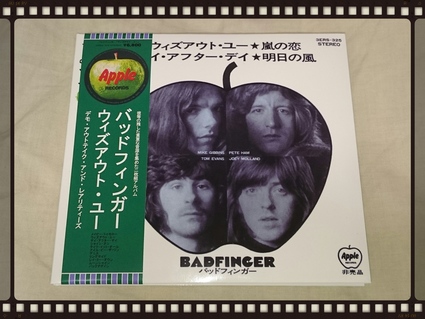 ウィズアウト・ユー★嵐の恋
イ・アフター・デイ★明日の風
STEREO
Apple
RECORDS
バッドフィンガー
ウィズアウト・ユー
デモ・アウトテイク・アンド・レアリティーズ
MIKE GIBBINS PETE HAM
TOM EVANS JOEY MOLLAND
BADFINGER
バッドフィンガー
Apple
非売品